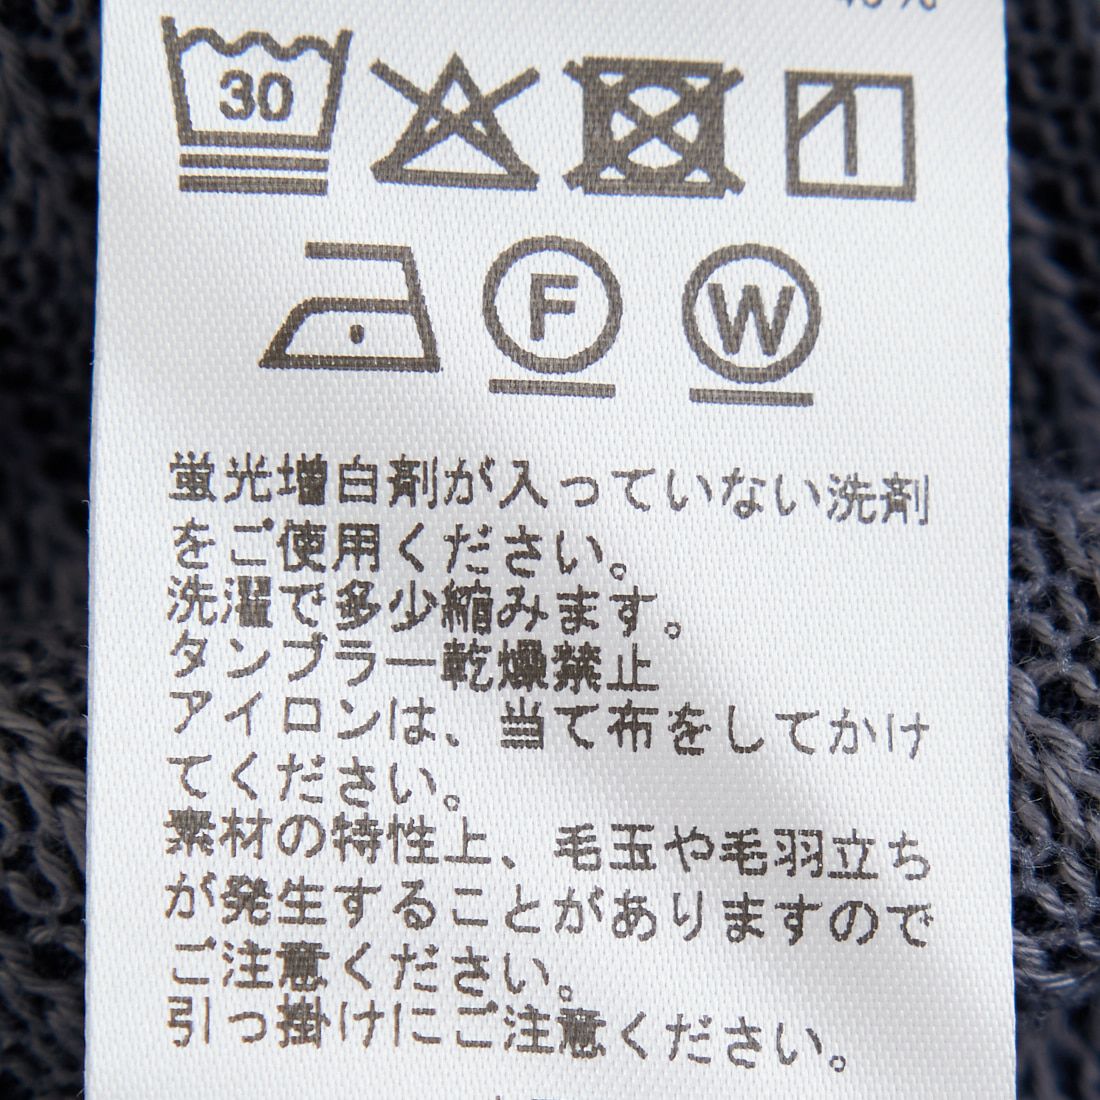 30
F
W
蛍光増白剤が入っていない洗剤
をご使用ください。
洗濯で多少縮みます。
タンブラー乾燥禁止
アイロンは、当て布をしてかけ
てください。
素材の特性上、毛玉や毛羽立ち
が発生することがありますので
ご注意ください。
引っ掛けにご注意ください。